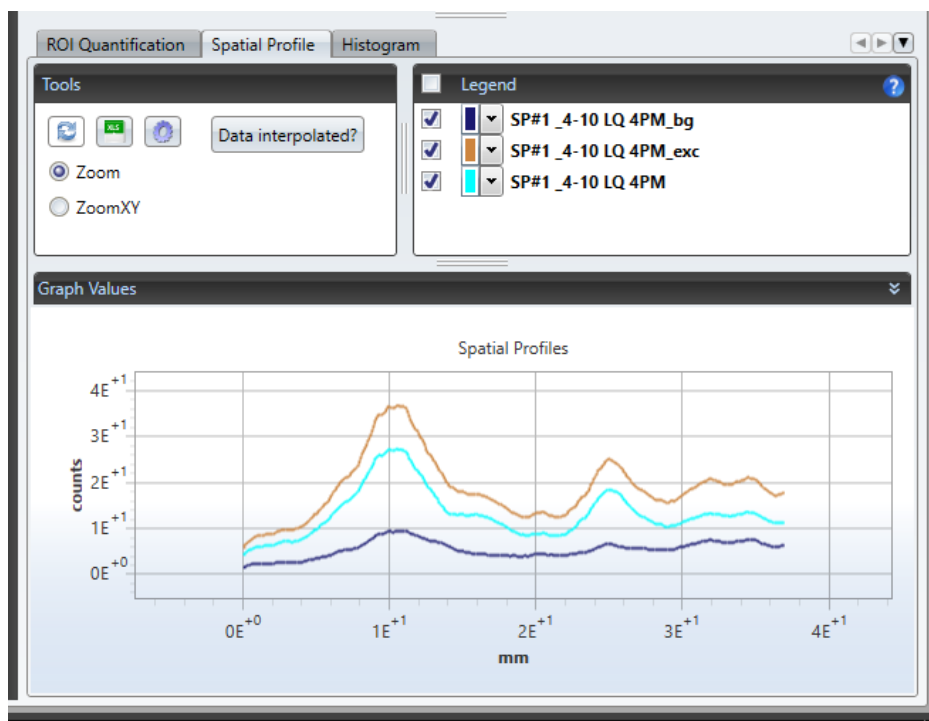 ROI Quantification Spatial Profile Histogram
Tools
XLS
Data interpolated?
Zoom
ZoomXY
Legend ?
SP#1 _4-10 LQ 4PM_bg
SP#1 _4-10 LQ 4PM_exc
SP#1 _4-10 LQ 4PM
Graph Values
Spatial Profiles
4E+1
3E+1
2E+1
1E+1
0E+0
counts
0E+0 1E+1 2E+1 3E+1 4E+1
mm